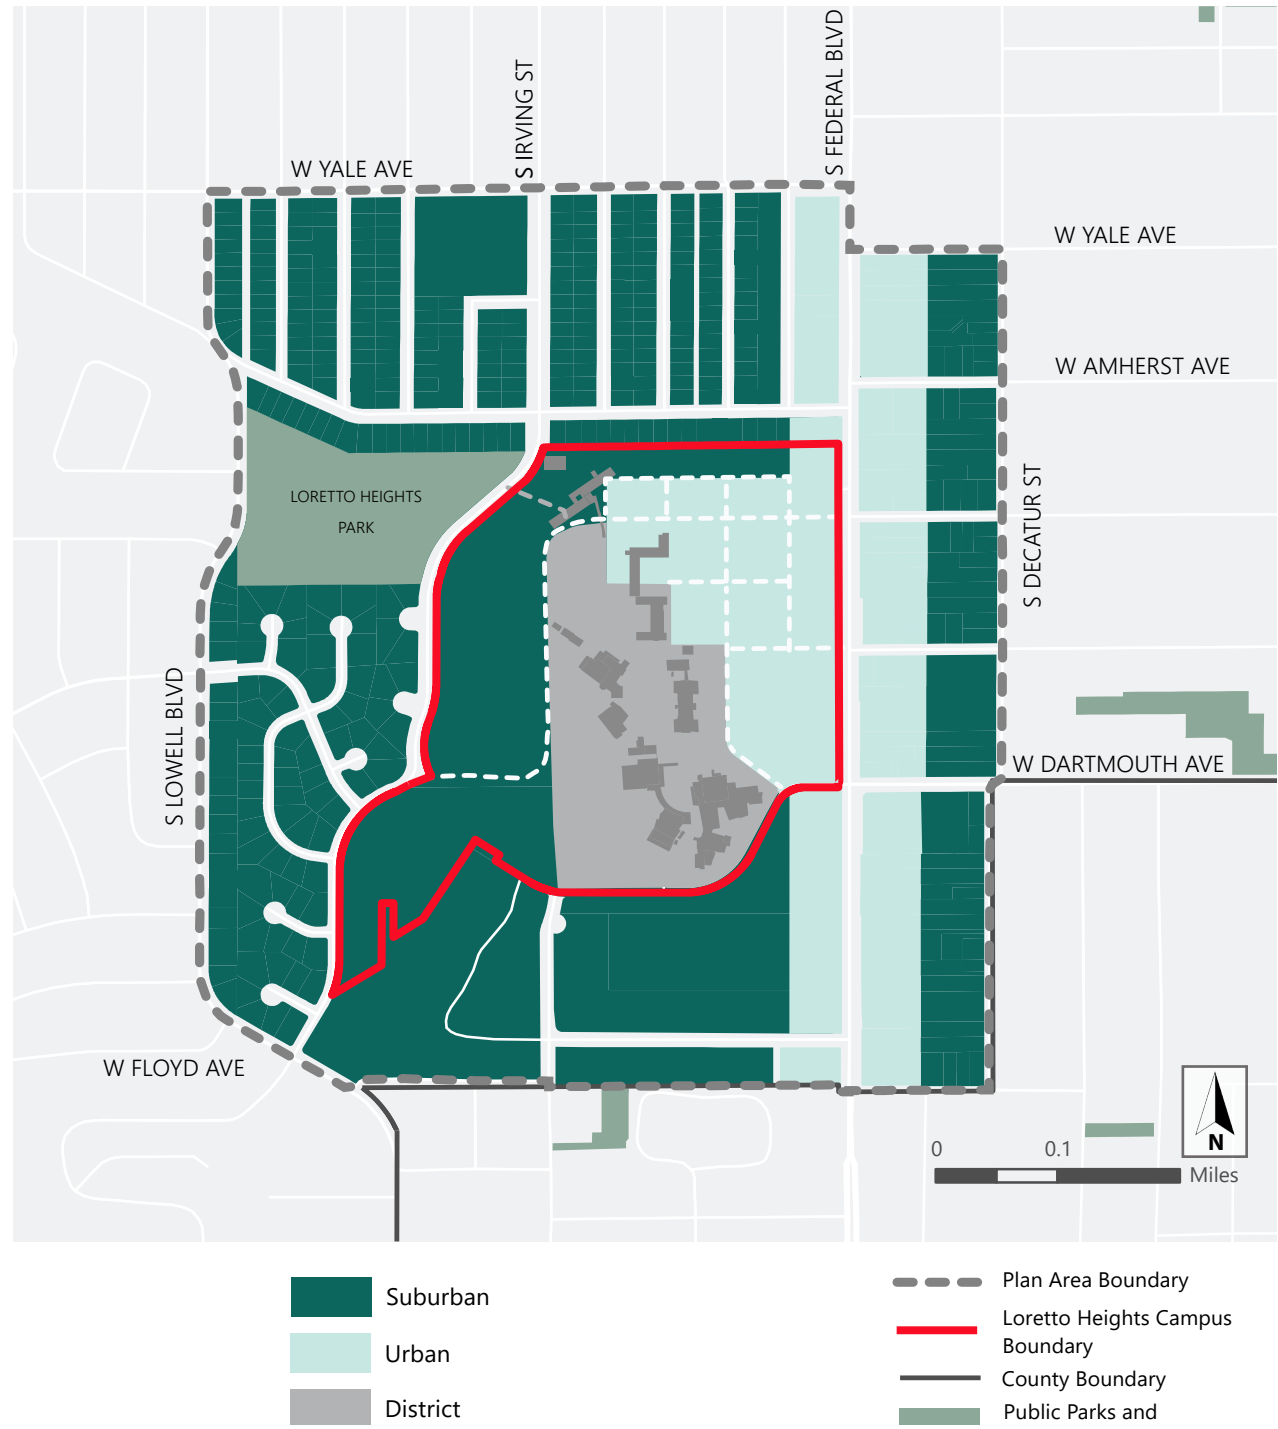 S IRVING ST
S FEDERAL BLVD
W YALE AVE
W YALE AVE
W AMHERST AVE
LORETTO HEIGHTS
PARK
S DECATUR ST
S LOWELL BLVD
W DARTMOUTH AVE
W FLOYD AVE
N
0 0.1
Miles
Suburban
Urban
District
Plan Area Boundary
Loretto Heights Campus
Boundary
County Boundary
Public Parks and